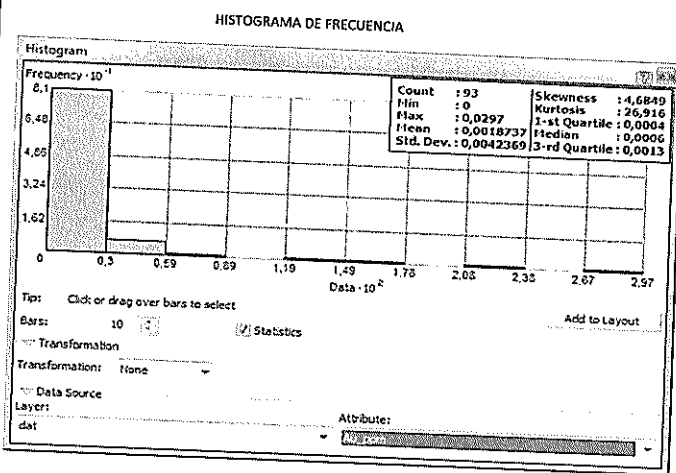 HISTOGRAMA DE FRECUENCIA
Histogram
Frequency · 10⁻¹
8,1
6,48
4,86
3,24
1,62
0
0,3
0,59
0,89
1,19
1,49
1,78
2,08
2,38
2,67
2,97
Data · 10²
Count : 93
Min : 0
Max : 0,0297
Mean : 0,0018737
Std. Dev. : 0,0042369
Skewness : 4,6849
Kurtosis : 26,916
1-st Quartile : 0,0004
Median : 0,0006
3-rd Quartile : 0,0013
Tip: Click or drag over bars to select
Add to Layout
Bars: 10
Statistics
Transformation
Transformation: None
Data Source
Layer:
Attribute:
dat